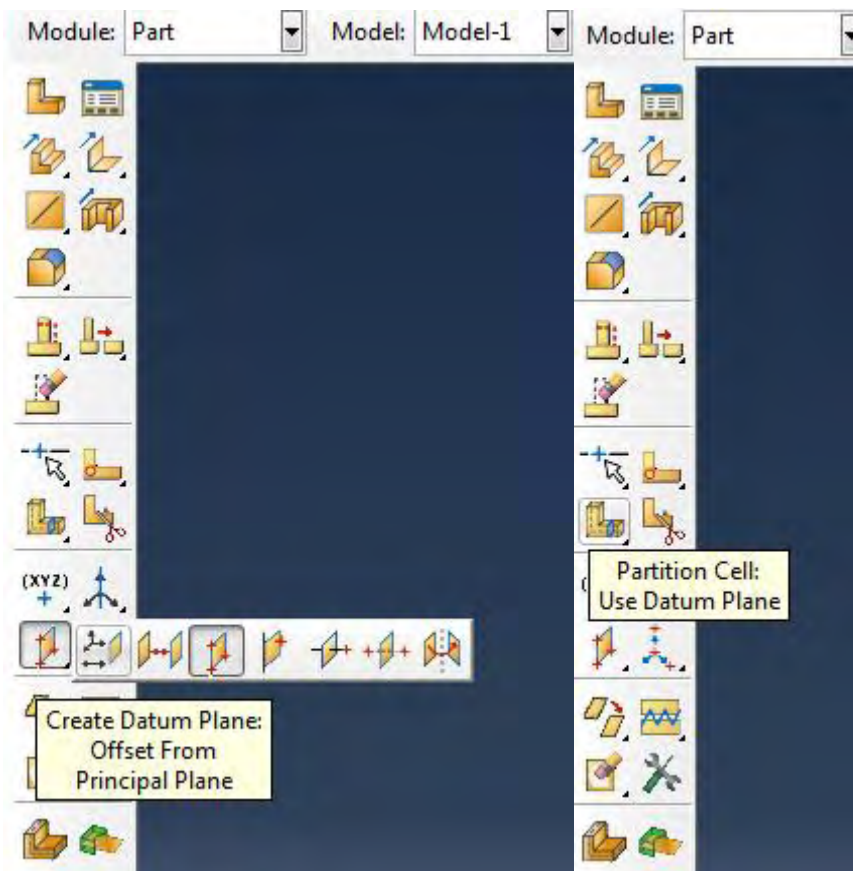 Module: Part Model: Model-1
(XYZ)
Create Datum Plane:
Offset From
Principal Plane
Module: Part
Partition Cell:
Use Datum Plane